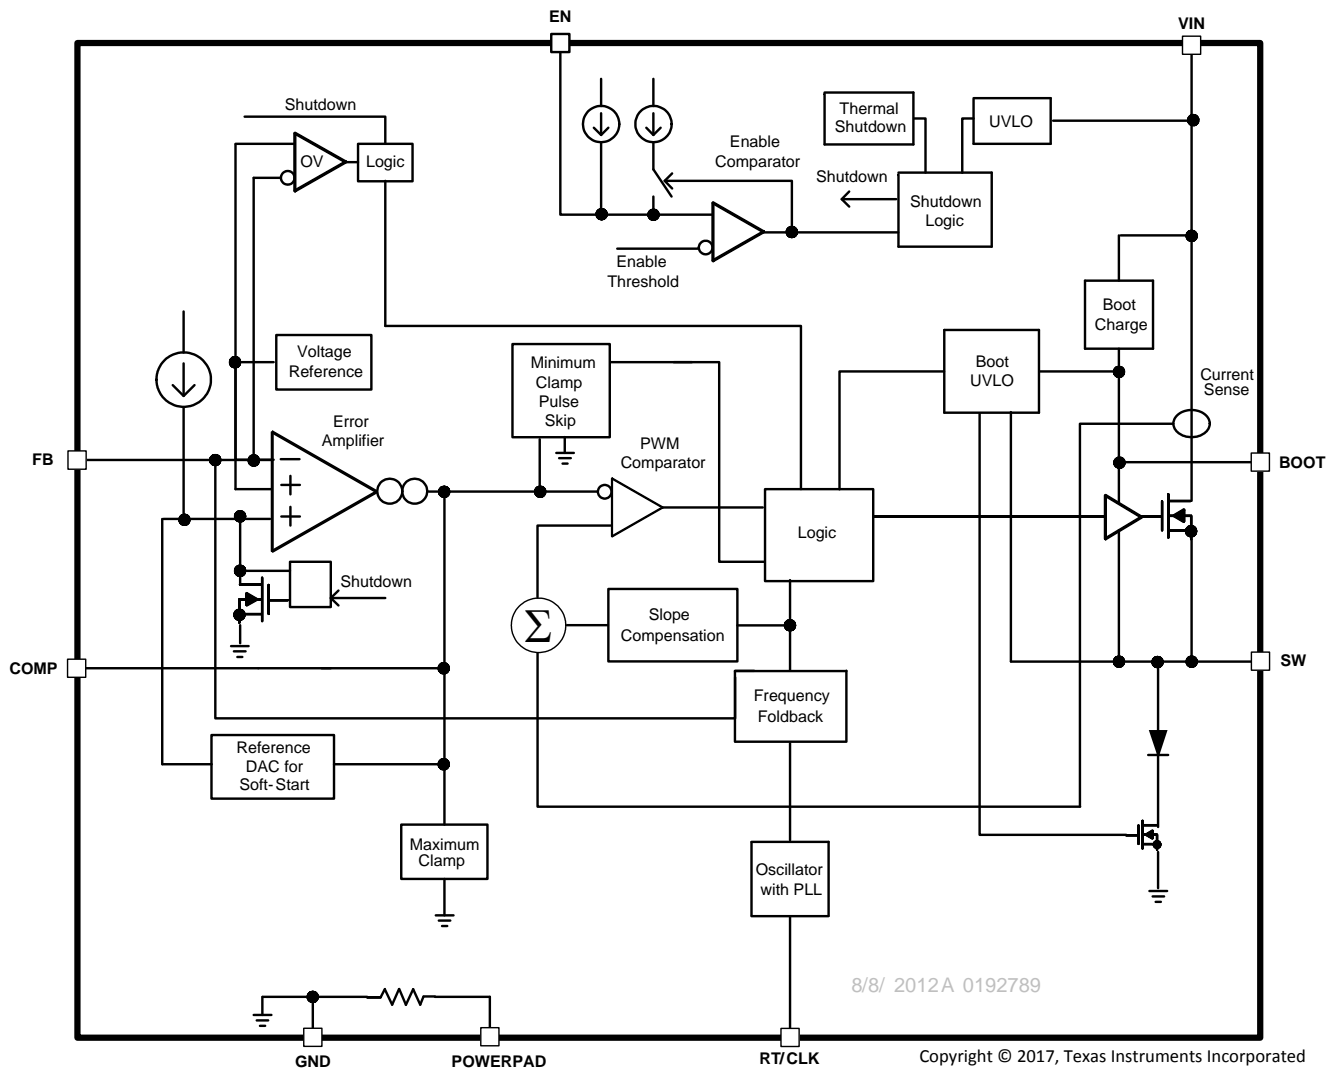 EN
VIN
Shutdown
OV
Logic
Enable
Comparator
Thermal
Shutdown
UVLO
Shutdown
Shutdown
Logic
Enable
Threshold
Boot
Charge
Voltage
Reference
Minimum
Clamp
Pulse
Skip
Boot
UVLO
Current
Sense
Error
Amplifier
PWM
Comparator
FB
−
+
+
BOOT
Logic
Shutdown
Σ
Slope
Compensation
COMP
SW
Frequency
Foldback
Reference
DAC for
Soft-Start
Maximum
Clamp
Oscillator
with PLL
8/8/ 2012A 0192789
GND
POWERPAD
RT/CLK
Copyright © 2017, Texas Instruments Incorporated